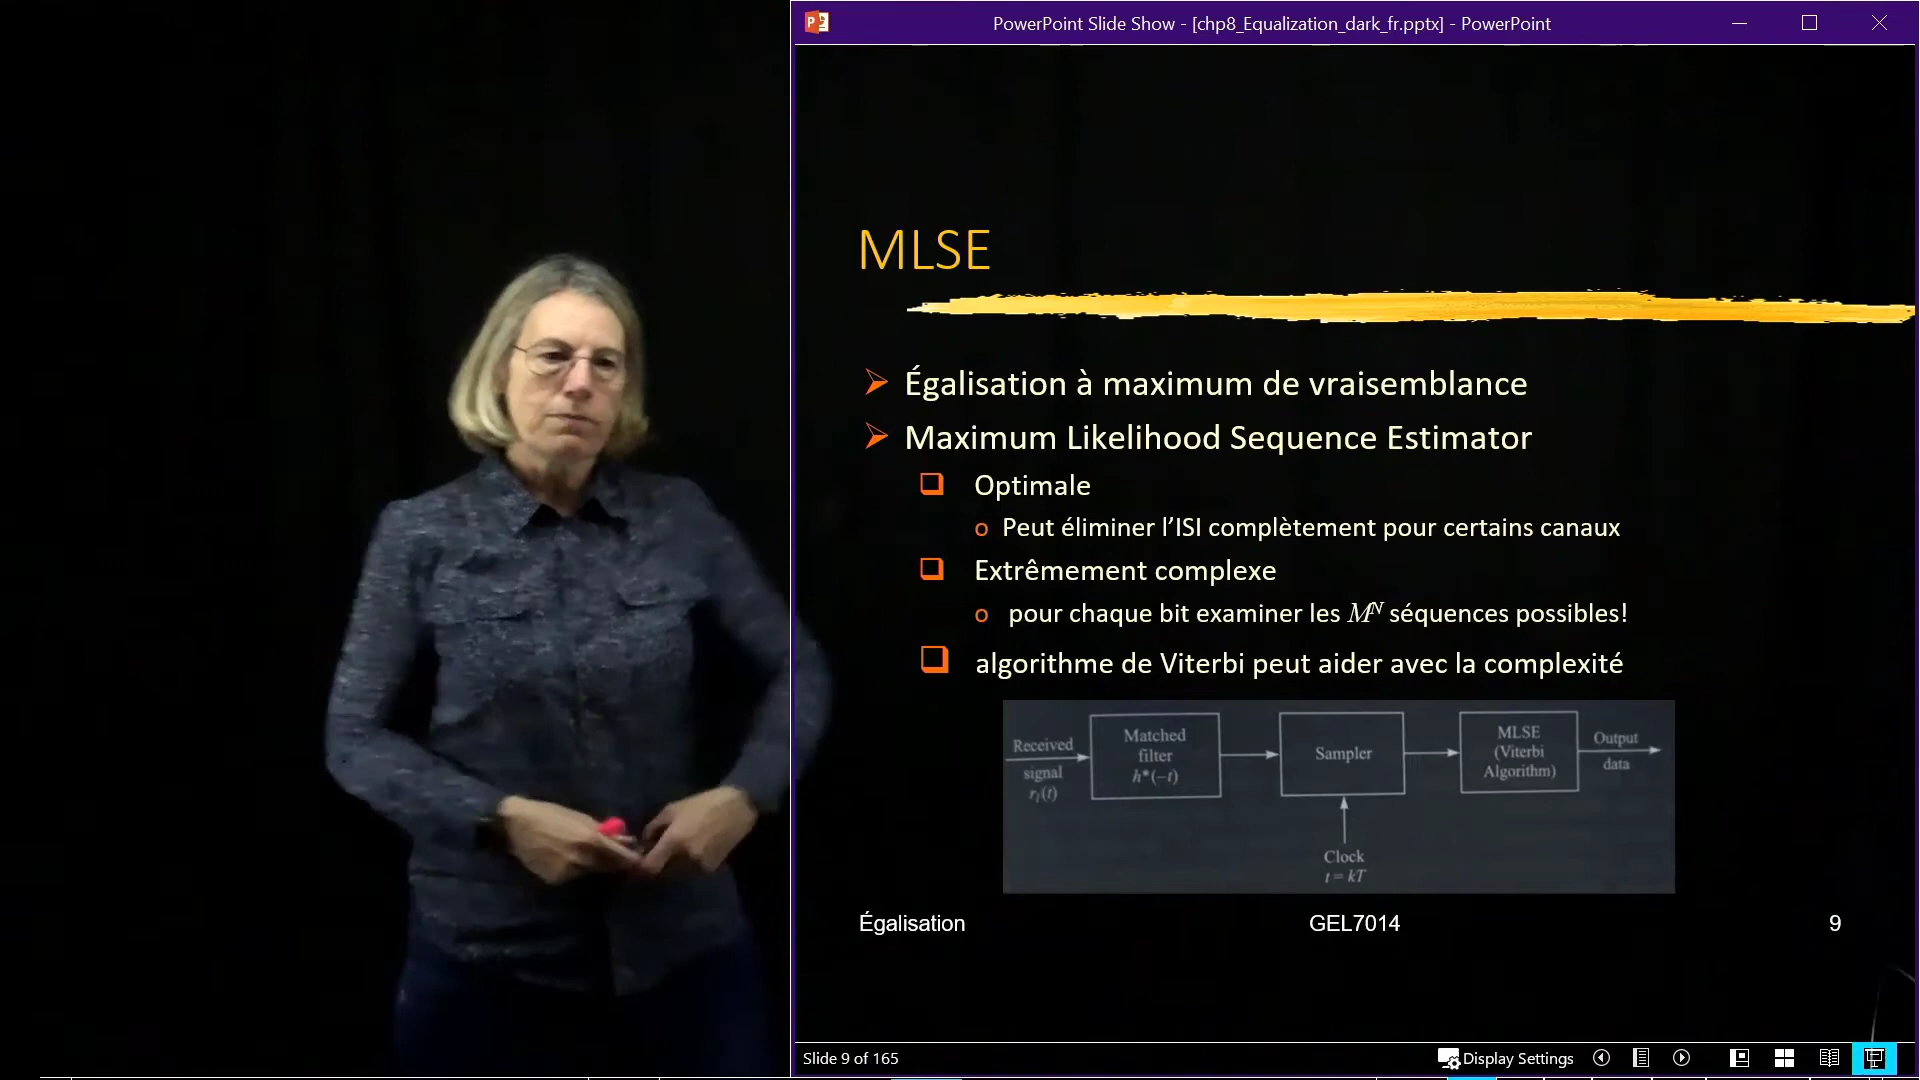 PowerPoint Slide Show - [chp8_Equalization_dark_fr.pptx] - PowerPoint
MLSE
Égalisation à maximum de vraisemblance
Maximum Likelihood Sequence Estimator
Optimale
Peut éliminer l’ISI complètement pour certains canaux
Extrêmement complexe
pour chaque bit examiner les M^N séquences possibles!
algorithme de Viterbi peut aider avec la complexité
Received
signal
r_l(t)
Matched
filter
h*(−t)
Sampler
Clock
t = kT
MLSE
(Viterbi
Algorithm)
Output
data
Égalisation
GEL7014
9
Slide 9 of 165
Display Settings